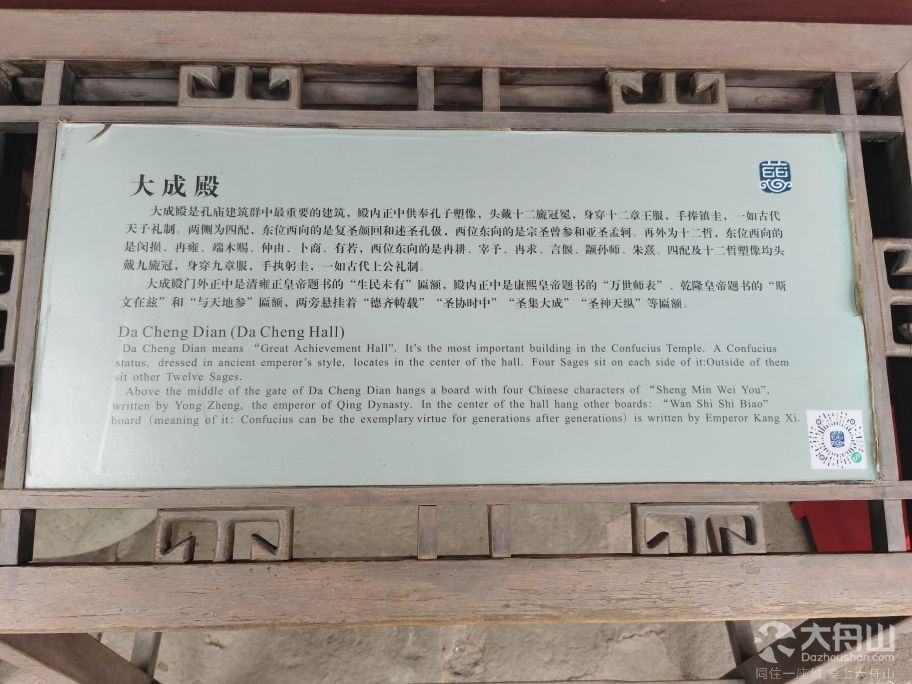 大成殿
大成殿是孔庙建筑群中最重要的建筑，殿内正中供奉孔子塑像，头戴十二旒冠冕，身穿十二章王服，手捧镇圭，一如古代
天子礼制。两侧为四配，东位西向的是复圣颜回和述圣孔伋，西位东向的是宗圣曾参和亚圣孟轲。再外为十二哲，东位西向的
是闵损、冉雍、端木赐、仲由、卜商、有若，西位东向的是冉耕、宰予、冉求、言偃、颛孙师、朱熹。四配及十二哲塑像均头
戴九旒冠，身穿九章服，手执躬圭，一如古代上公礼制。
大成殿门外正中是清雍正皇帝题书的“生民未有”匾额，殿内正中是康熙皇帝题书的“万世师表”、乾隆皇帝题书的“斯
文在兹”和“与天地参”匾额，两旁悬挂着“德齐帱载”“圣协时中”“圣集大成”“圣神天纵”等匾额。
Da Cheng Dian (Da Cheng Hall)
Da Cheng Dian means “Great Achievement Hall”. It's the most important building in the Confucius Temple. A Confucius
status, dressed in ancient emperor's style, locates in the center of the hall. Four Sages sit on each side of it:Outside of them
sit other Twelve Sages.
Above the middle of the gate of Da Cheng Dian hangs a board with four Chinese characters of “Sheng Min Wei You”,
written by Yong Zheng, the emperor of Qing Dynasty. In the center of the hall hang other boards: “Wan Shi Shi Biao”
board (meaning of it: Confucius can be the exemplary virtue for generations after generations) is written by Emperor Kang Xi.
大舟山
Dazhoushan.com
同住一座城 爱上大舟山